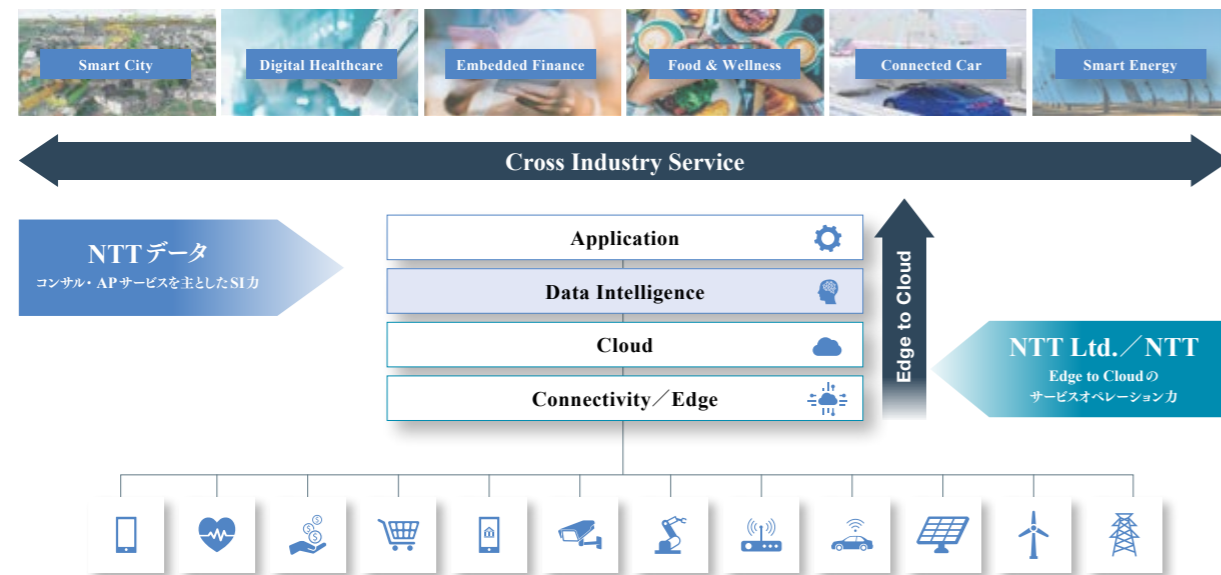 Smart City
Digital Healthcare
Embedded Finance
Food & Wellness
Connected Car
Smart Energy
Cross Industry Service
NTTデータ
コンサル・APサービスを主としたSI力
Application
Data Intelligence
Cloud
Connectivity／Edge
Edge to Cloud
NTT Ltd.／NTT
Edge to Cloudの
サービスオペレーション力